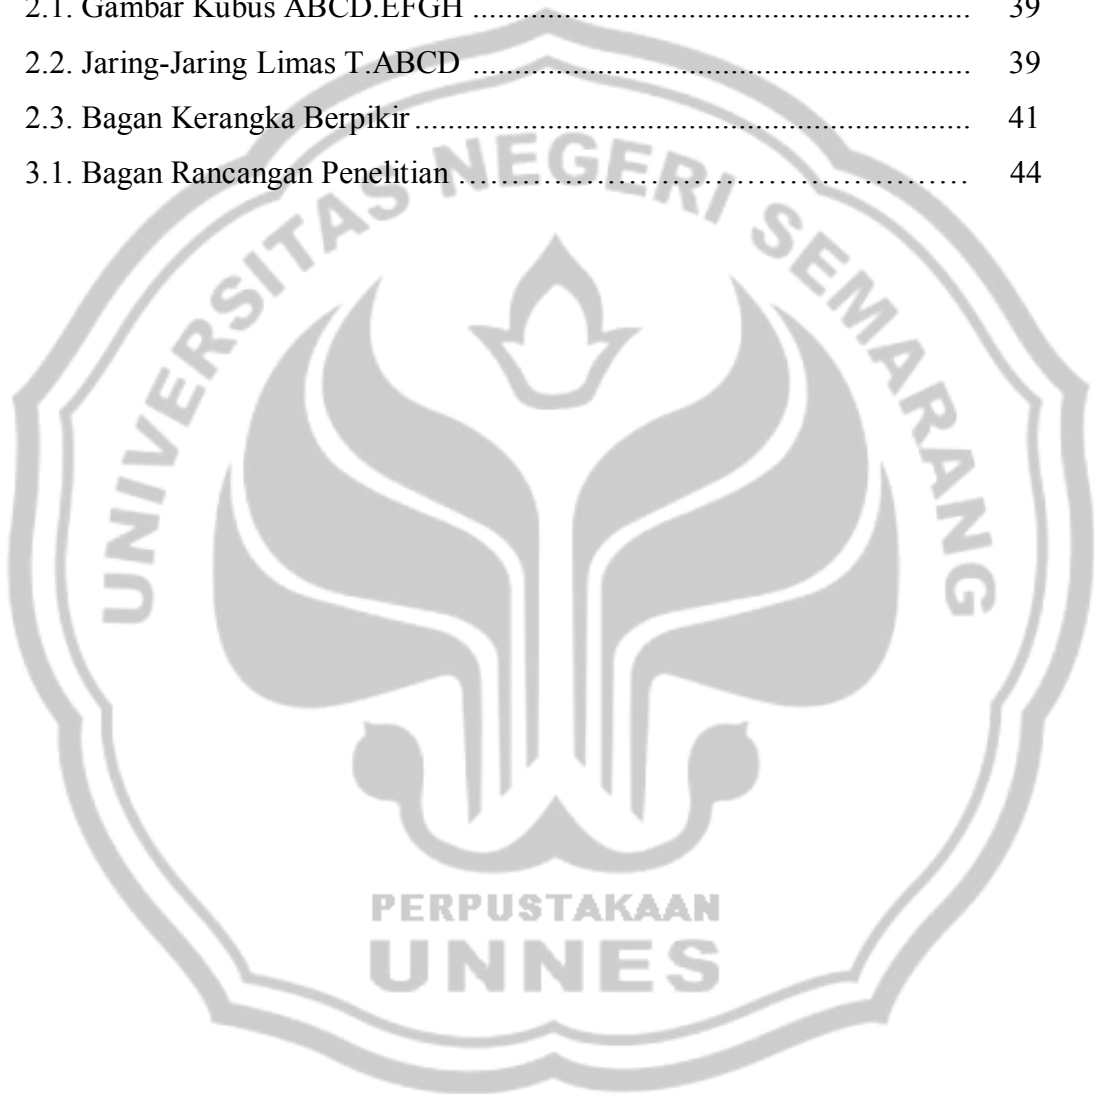 2.1. Gambar Kubus ABCD.EFGH ............................................................ 39
2.2. Jaring-Jaring Limas T.ABCD ............................................................ 39
2.3. Bagan Kerangka Berpikir ................................................................... 41
3.1. Bagan Rancangan Penelitian ………………………………………… 44
UNIVERSITAS NEGERI SEMARANG
PERPUSTAKAAN
UNNES